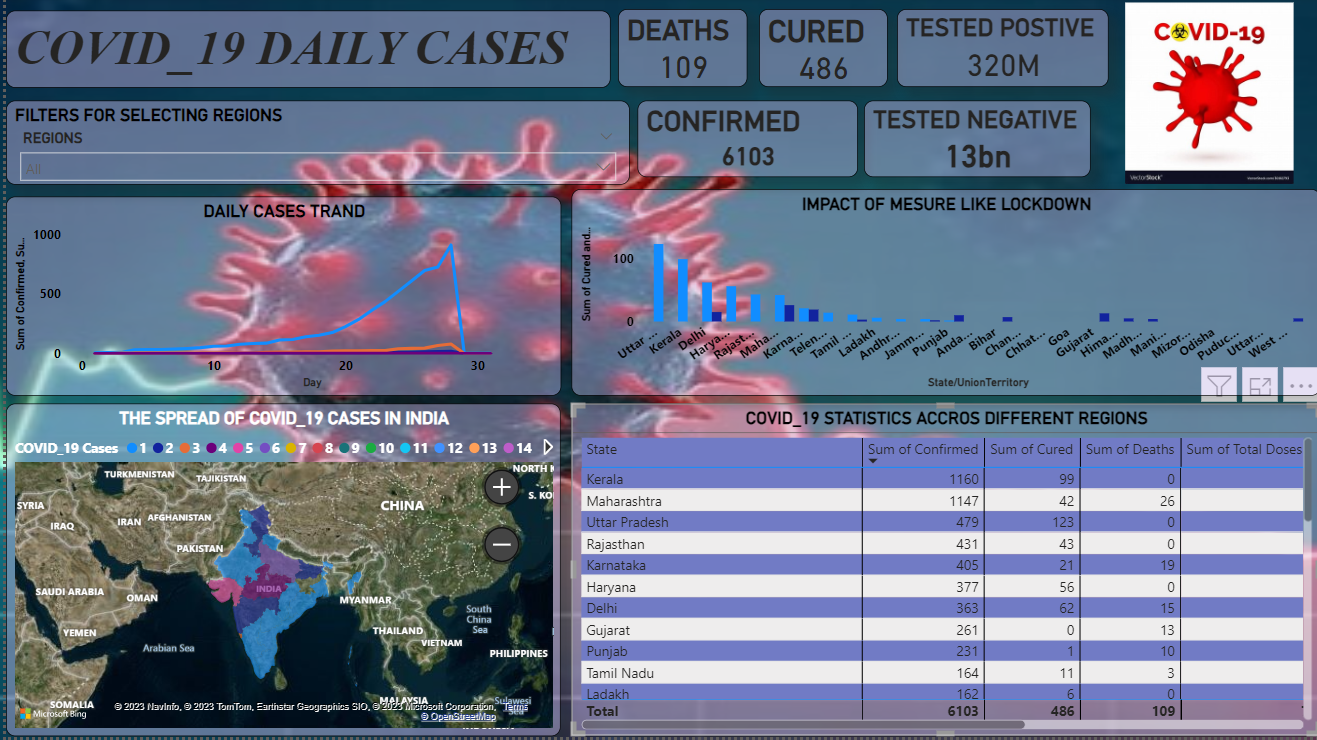 COVID_19 DAILY CASES
DEATHS
109
CURED
486
TESTED POSTIVE
320M
COVID-19
VectorStock
FILTERS FOR SELECTING REGIONS
REGIONS
All
CONFIRMED
6103
TESTED NEGATIVE
13bn
DAILY CASES TRAND
Sum of Confirmed, Su...
1000
500
0
0 10 20 30
Day
IMPACT OF MESURE LIKE LOCKDOWN
Sum of Cured and...
100
0
Uttar ...
Kerala
Delhi
Harya...
Rajast...
Maha...
Karna...
Telen...
Tamil ...
Ladakh
Andhr...
Jamm...
Punjab
Anda...
Bihar
Chan...
Chhat...
Goa
Gujarat
Hima...
Madh...
Mani...
Mizor...
Odisha
Puduc...
Uttar...
West ...
State/UnionTerritory
THE SPREAD OF COVID_19 CASES IN INDIA
COVID_19 Cases 1 2 3 4 5 6 7 8 9 10 11 12 13 14
NORTH K
TURKMENISTAN
TAJIKISTAN
S. KO
SYRIA
CHINA
IRAQ
IRAN
AFGHANISTAN
PAKISTAN
SAUDI ARABIA
OMAN
INDIA
MYANMAR
South
China
Sea
YEMEN
THAILAND
VIETNAM
Arabian Sea
PHILIPPINES
SOMALIA
MALAYSIA
Sulawesi
Sea
Microsoft Bing
© 2023 NavInfo, © 2023 TomTom, Earthstar Geographics SIO, © 2023 Microsoft Corporation, Terms
© OpenStreetMap
COVID_19 STATISTICS ACCROS DIFFERENT REGIONS
State Sum of Confirmed Sum of Cured Sum of Deaths Sum of Total Doses
Kerala 1160 99 0
Maharashtra 1147 42 26
Uttar Pradesh 479 123 0
Rajasthan 431 43 0
Karnataka 405 21 19
Haryana 377 56 0
Delhi 363 62 15
Gujarat 261 0 13
Punjab 231 1 10
Tamil Nadu 164 11 3
Ladakh 162 6 0
Total 6103 486 109